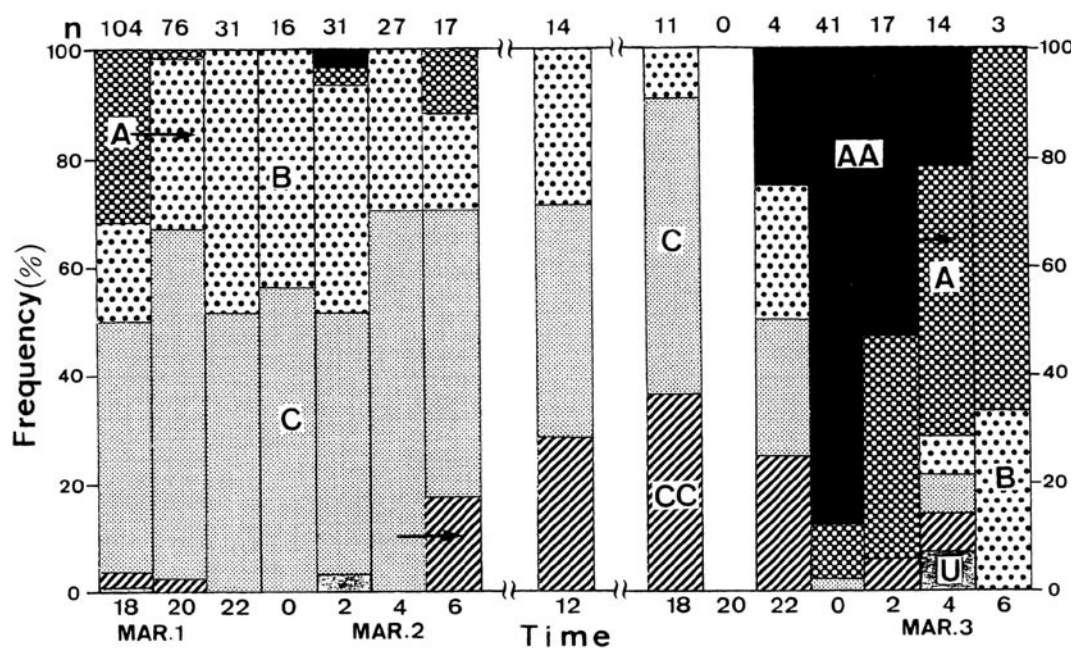 n 104 76 31 16 31 27 17 14 11 0 4 41 17 14 3
100 100
A AA
80 80
B
C
60 60
A
Frequency(%)
40 40
C
20 CC B 20
U
0 0
18 20 22 0 2 4 6 12 18 20 22 0 2 4 6
MAR.1 MAR.2 Time MAR.3